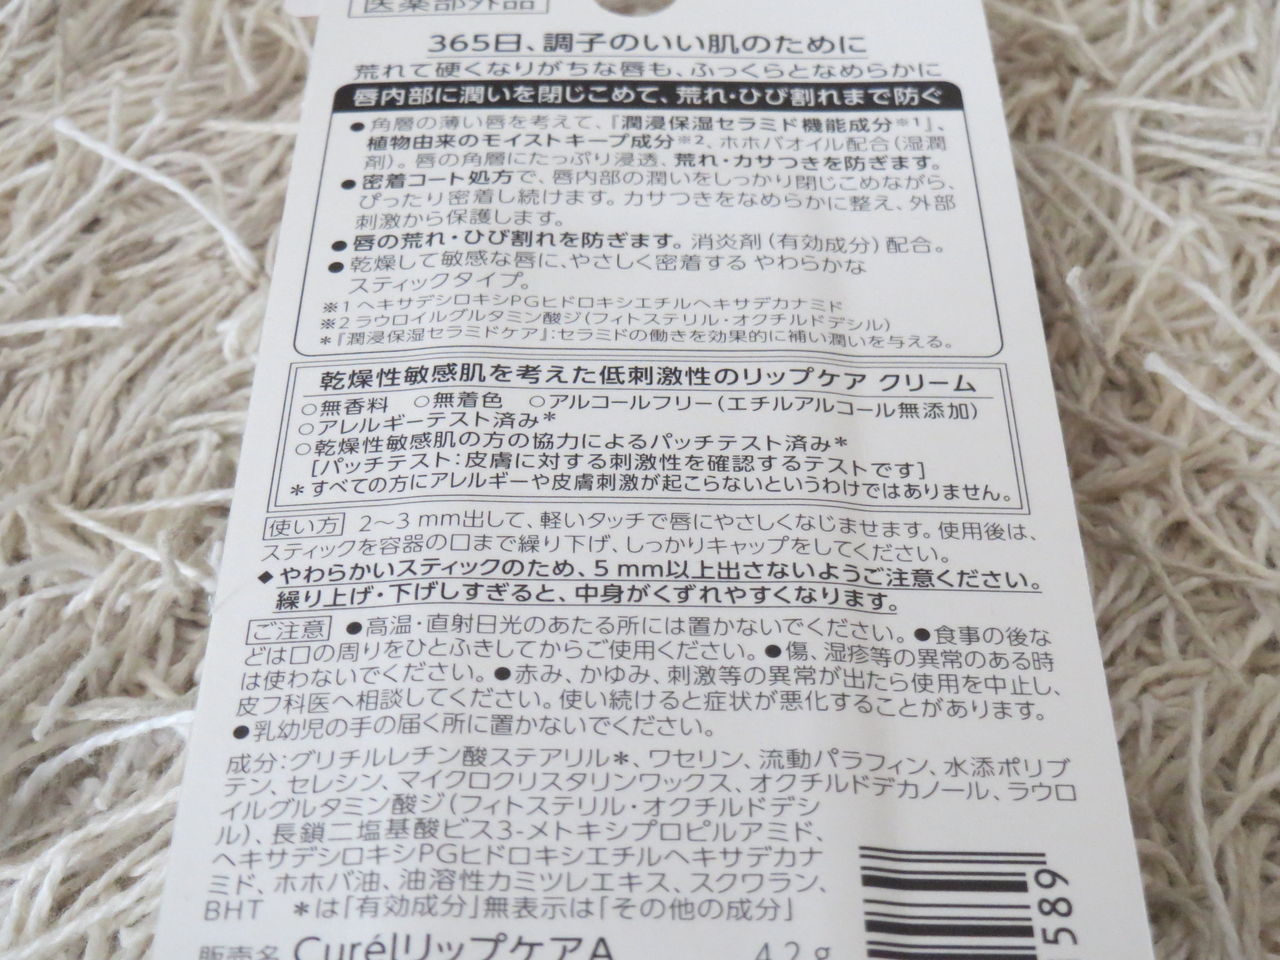 医薬部外品
365日、調子のいい肌のために
荒れて硬くなりがちな唇も、ふっくらとなめらかに
唇内部に潤いを閉じこめて、荒れ・ひび割れまで防ぐ
●角層の薄い唇を考えて、『潤浸保湿セラミド機能成分※1』、
植物由来のモイストキープ成分※2、ホホバオイル配合(湿潤
剤)。唇の角層にたっぷり浸透、荒れ・カサつきを防ぎます。
●密着コート処方で、唇内部の潤いをしっかり閉じこめながら、
ぴったり密着し続けます。カサつきをなめらかに整え、外部
刺激から保護します。
●唇の荒れ・ひび割れを防ぎます。消炎剤(有効成分)配合。
●乾燥して敏感な唇に、やさしく密着する やわらかな
スティックタイプ。
※1 ヘキサデシロキシPGヒドロキシエチルヘキサデカナミド
※2 ラウロイルグルタミン酸ジ(フィトステリル・オクチルドデシル)
*『潤浸保湿セラミドケア』:セラミドの働きを効果的に補い潤いを与える。
乾燥性敏感肌を考えた低刺激性のリップケア クリーム
○無香料 ○無着色 ○アルコールフリー(エチルアルコール無添加)
○アレルギーテスト済み*
○乾燥性敏感肌の方の協力によるパッチテスト済み*
[パッチテスト:皮膚に対する刺激性を確認するテストです]
*すべての方にアレルギーや皮膚刺激が起こらないというわけではありません。
使い方 2〜3 mm出して、軽いタッチで唇にやさしくなじませます。使用後は、
スティックを容器の口まで繰り下げ、しっかりキャップをしてください。
◆やわらかいスティックのため、5 mm以上出さないようご注意ください。
繰り上げ・下げしすぎると、中身がくずれやすくなります。
ご注意 ●高温・直射日光のあたる所には置かないでください。●食事の後な
どは口の周りをひとふきしてからご使用ください。●傷、湿疹等の異常のある時
は使わないでください。●赤み、かゆみ、刺激等の異常が出たら使用を中止し、
皮フ科医へ相談してください。使い続けると症状が悪化することがあります。
●乳幼児の手の届く所に置かないでください。
成分:グリチルレチン酸ステアリル*、ワセリン、流動パラフィン、水添ポリブ
テン、セレシン、マイクロクリスタリンワックス、オクチルドデカノール、ラウロ
イルグルタミン酸ジ(フィトステリル・オクチルドデシ
ル)、長鎖二塩基酸ビス3-メトキシプロピルアミド、
ヘキサデシロキシPGヒドロキシエチルヘキサデカナ
ミド、ホホバ油、油溶性カミツレエキス、スクワラン、
BHT *は「有効成分」無表示は「その他の成分」
販売名 CurélリップケアA 4.2 g
589